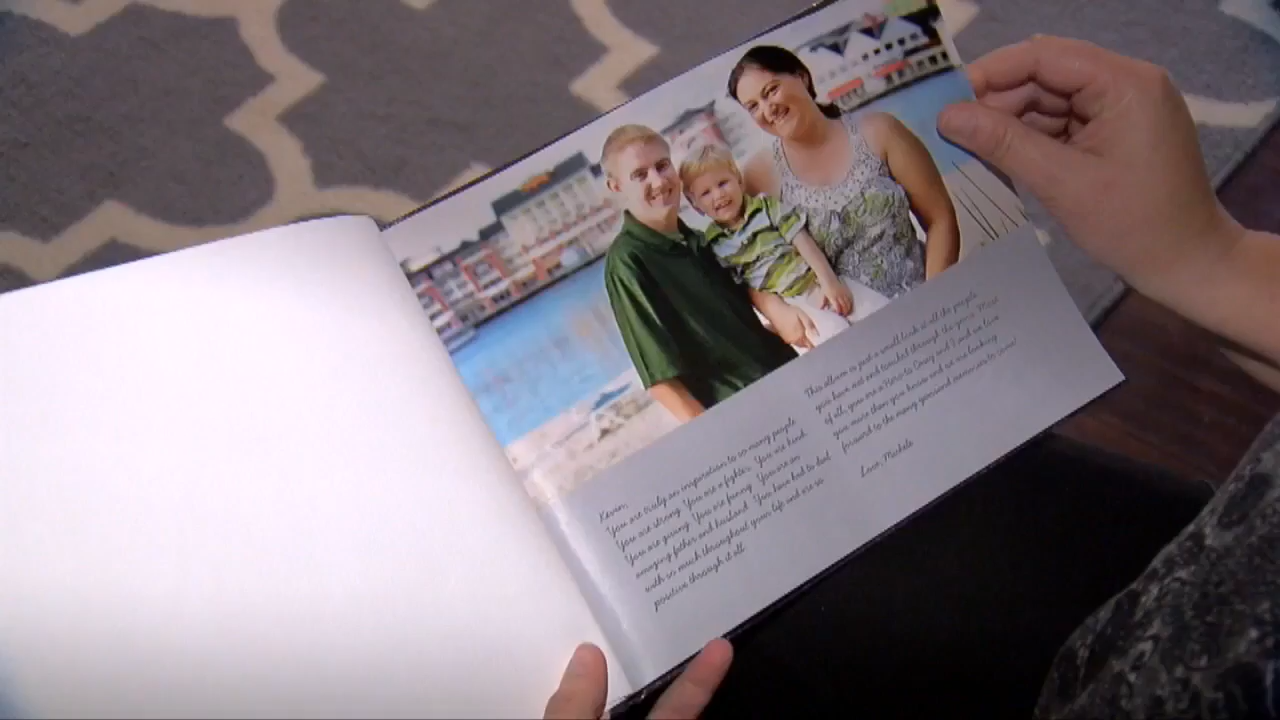 Kevin,
You are truly an inspiration to so many people.
You are strong. You are a fighter. You are kind.
You are giving. You are funny. You are an
amazing father and husband. You have had to deal
with so much throughout your life and are so
positive through it all.
This album is just a small look at all the people
you have met and touched through the years. Most
of all, you are a Hero to Corey and I and we love
you more than you know and we are looking
forward to the many years and memories to come!
Love, Michele